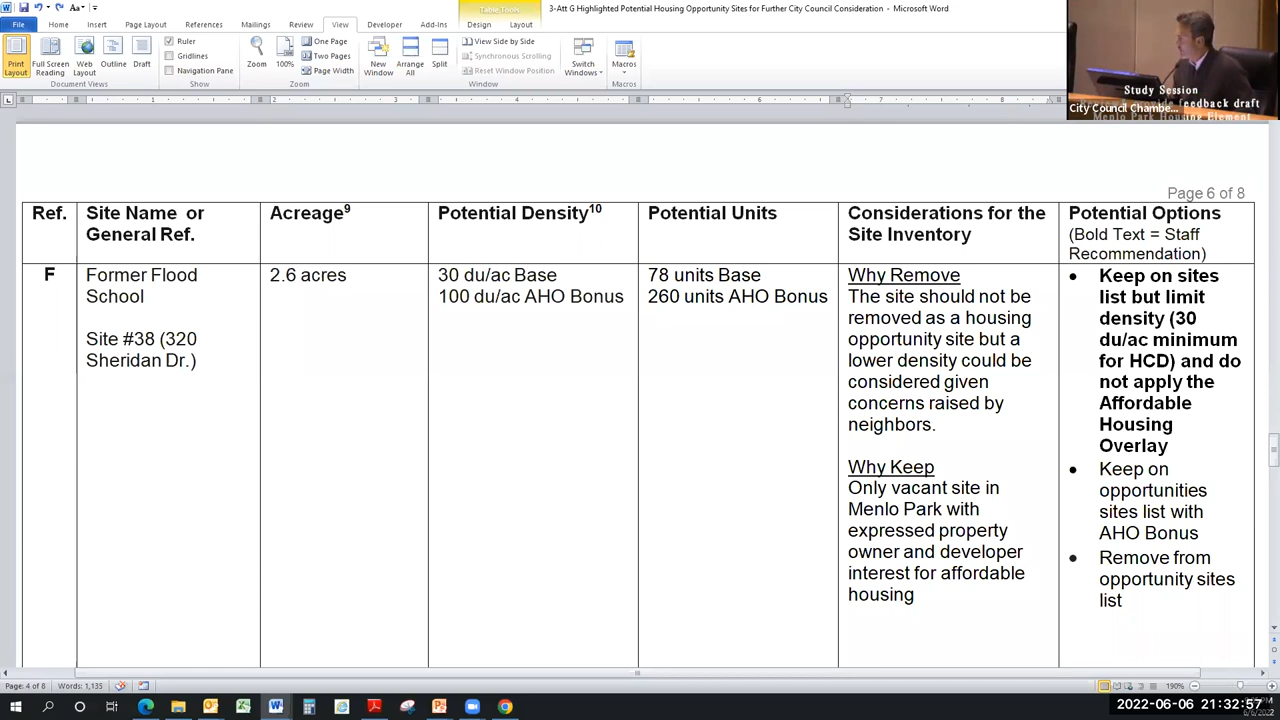 Table Tools
3-Att G Highlighted Potential Housing Opportunity Sites for Further City Council Consideration - Microsoft Word
File Home Insert Page Layout References Mailings Review View Developer Add-Ins Design Layout
Print Layout
Full Screen Reading
Web Layout
Outline
Draft
Document Views
Ruler
Gridlines
Navigation Pane
Show
Zoom
100%
One Page
Two Pages
Page Width
Zoom
New Window
Arrange All
Split
View Side by Side
Synchronous Scrolling
Reset Window Position
Window
Switch Windows
Macros
Macros
Study Session
feedback draft
City Council Chambe...
Menlo Park Housing Element
Page 6 of 8
Ref.
Site Name or
General Ref.
Acreage9
Potential Density10
Potential Units
Considerations for the
Site Inventory
Potential Options
(Bold Text = Staff
Recommendation)
F
Former Flood
School
Site #38 (320
Sheridan Dr.)
2.6 acres
30 du/ac Base
100 du/ac AHO Bonus
78 units Base
260 units AHO Bonus
Why Remove
The site should not be
removed as a housing
opportunity site but a
lower density could be
considered given
concerns raised by
neighbors.
Why Keep
Only vacant site in
Menlo Park with
expressed property
owner and developer
interest for affordable
housing
• Keep on sites
list but limit
density (30
du/ac minimum
for HCD) and do
not apply the
Affordable
Housing
Overlay
• Keep on
opportunities
sites list with
AHO Bonus
• Remove from
opportunity sites
list
Page: 4 of 8 Words: 1,135
190%
2022-06-06 21:32:57